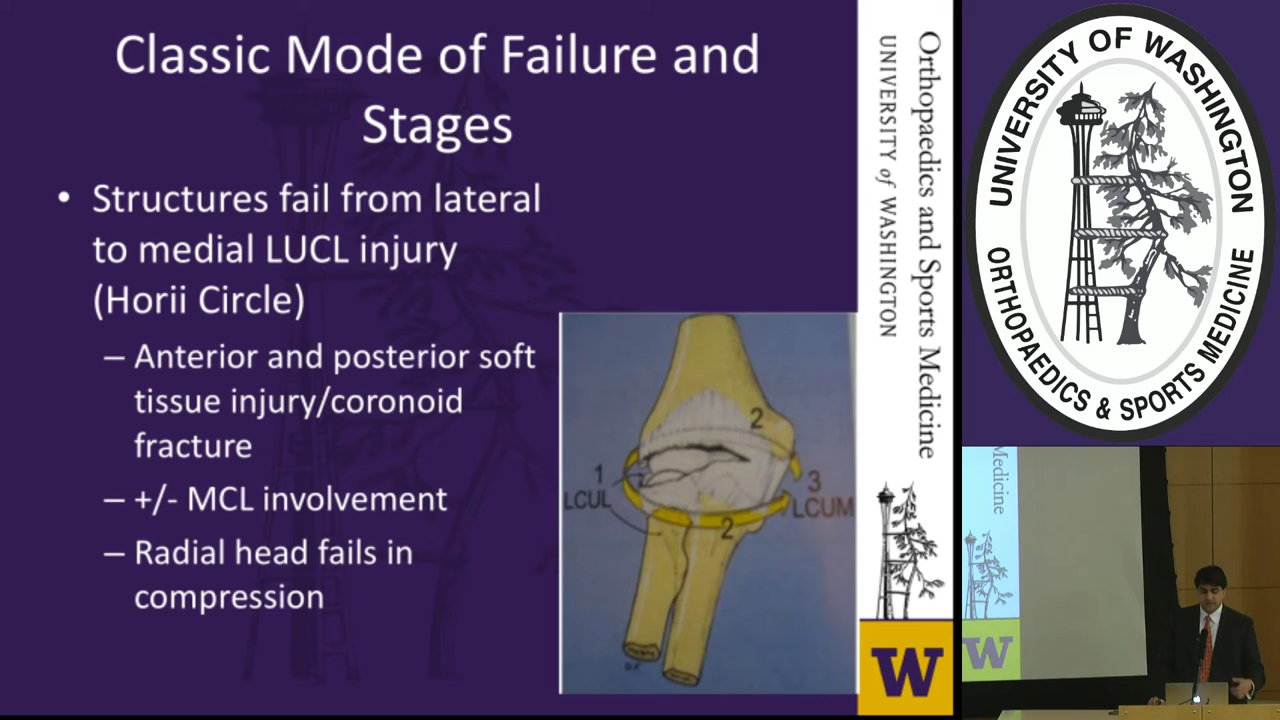 Classic Mode of Failure and
Stages
• Structures fail from lateral
to medial LUCL injury
(Horii Circle)
– Anterior and posterior soft
tissue injury/coronoid
fracture
– +/- MCL involvement
– Radial head fails in
compression
1
LCUL
2
3
LCUM
2
Orthopaedics and Sports Medicine
UNIVERSITY of WASHINGTON
W
UNIVERSITY OF WASHINGTON
ORTHOPAEDICS & SPORTS MEDICINE
Medicine
W